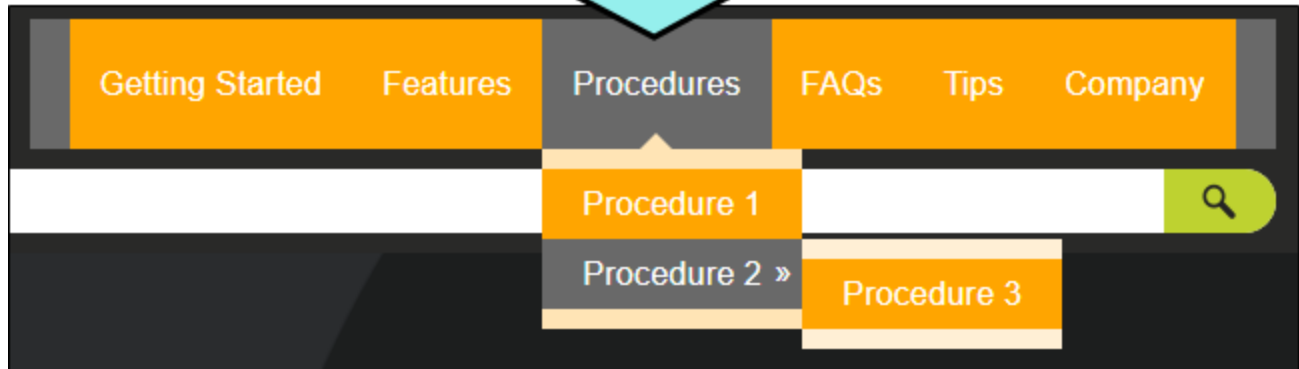 Getting Started Features Procedures FAQs Tips Company
Procedure 1
Procedure 2 »
Procedure 3